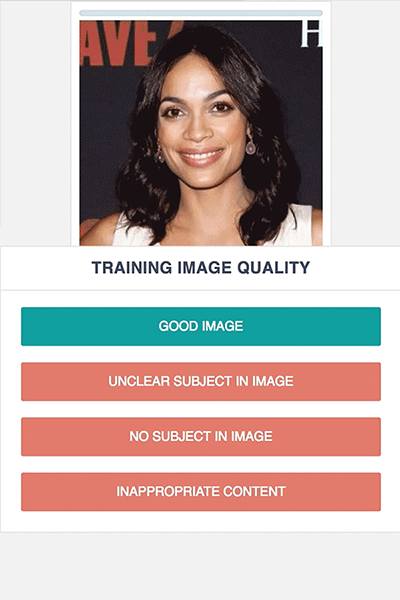 AVE
H
TRAINING IMAGE QUALITY
GOOD IMAGE
UNCLEAR SUBJECT IN IMAGE
NO SUBJECT IN IMAGE
INAPPROPRIATE CONTENT